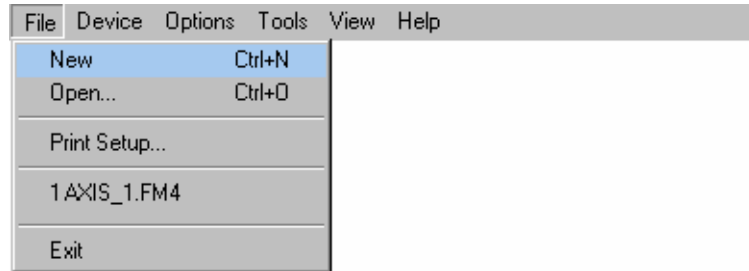 File Device Options Tools View Help
New Ctrl+N
Open... Ctrl+O
Print Setup...
1 AXIS_1.FM4
Exit